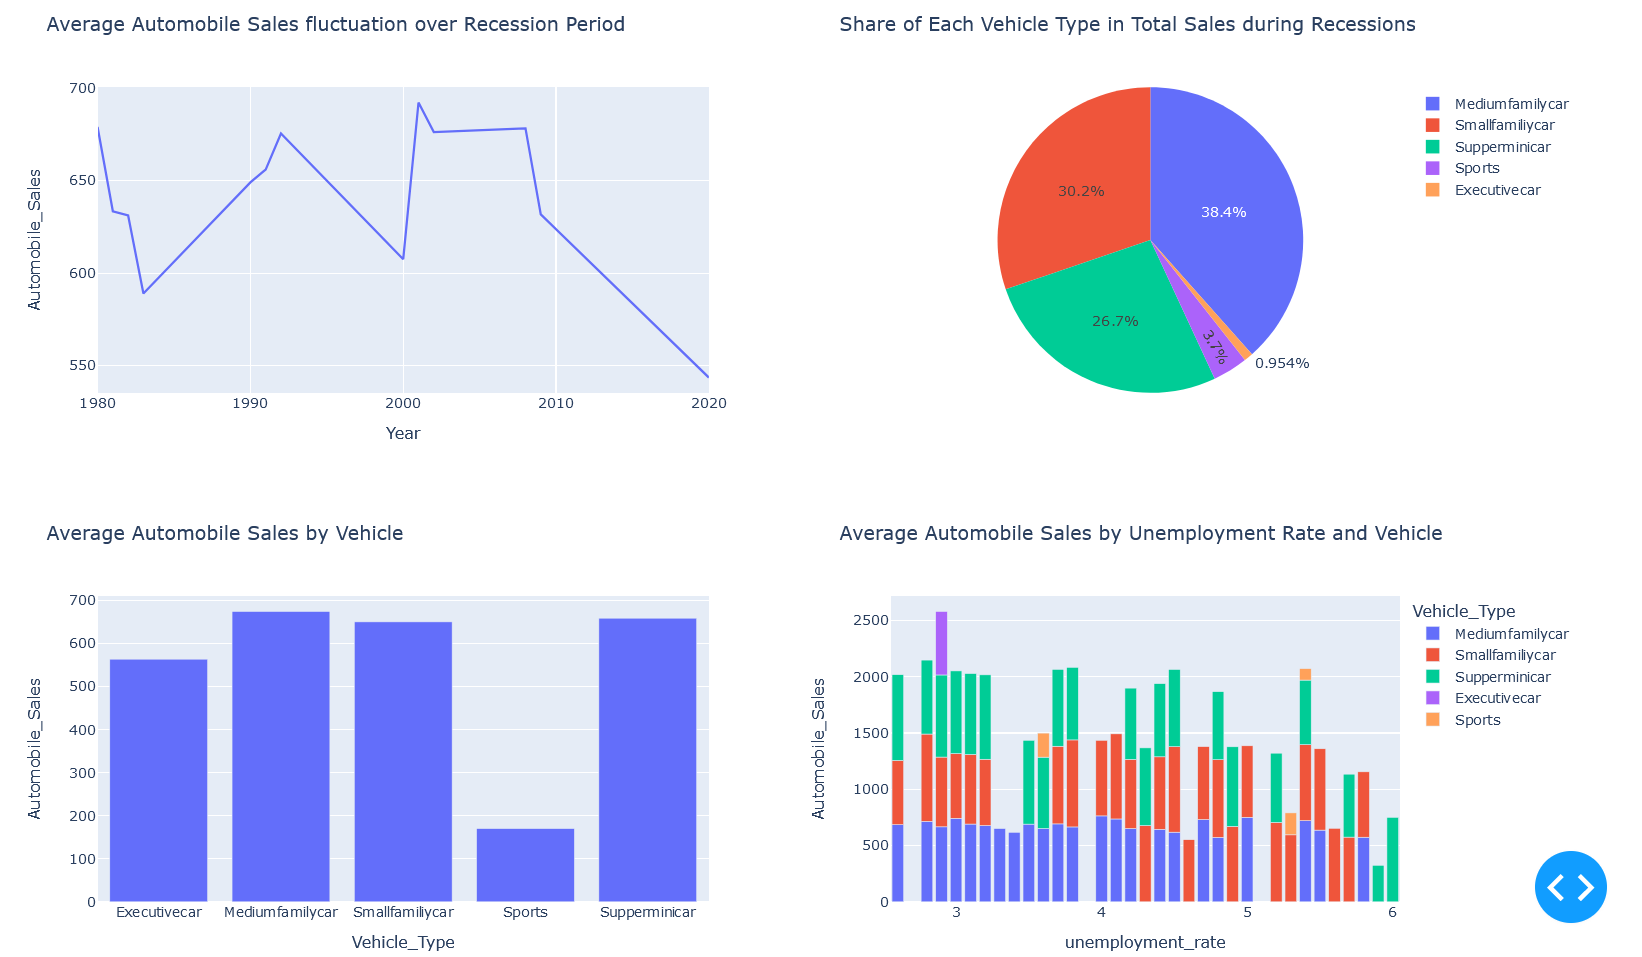 Average Automobile Sales fluctuation over Recession Period
700
650
600
550
Automobile_Sales
1980 1990 2000 2010 2020
Year
Share of Each Vehicle Type in Total Sales during Recessions
38.4%
30.2%
26.7%
3.7%
0.954%
Mediumfamilycar
Smallfamiliycar
Supperminicar
Sports
Executivecar
Average Automobile Sales by Vehicle
700
600
500
400
300
200
100
0
Automobile_Sales
Executivecar Mediumfamilycar Smallfamiliycar Sports Supperminicar
Vehicle_Type
Average Automobile Sales by Unemployment Rate and Vehicle
2500
2000
1500
1000
500
0
Automobile_Sales
3 4 5 6
unemployment_rate
Vehicle_Type
Mediumfamilycar
Smallfamiliycar
Supperminicar
Executivecar
Sports